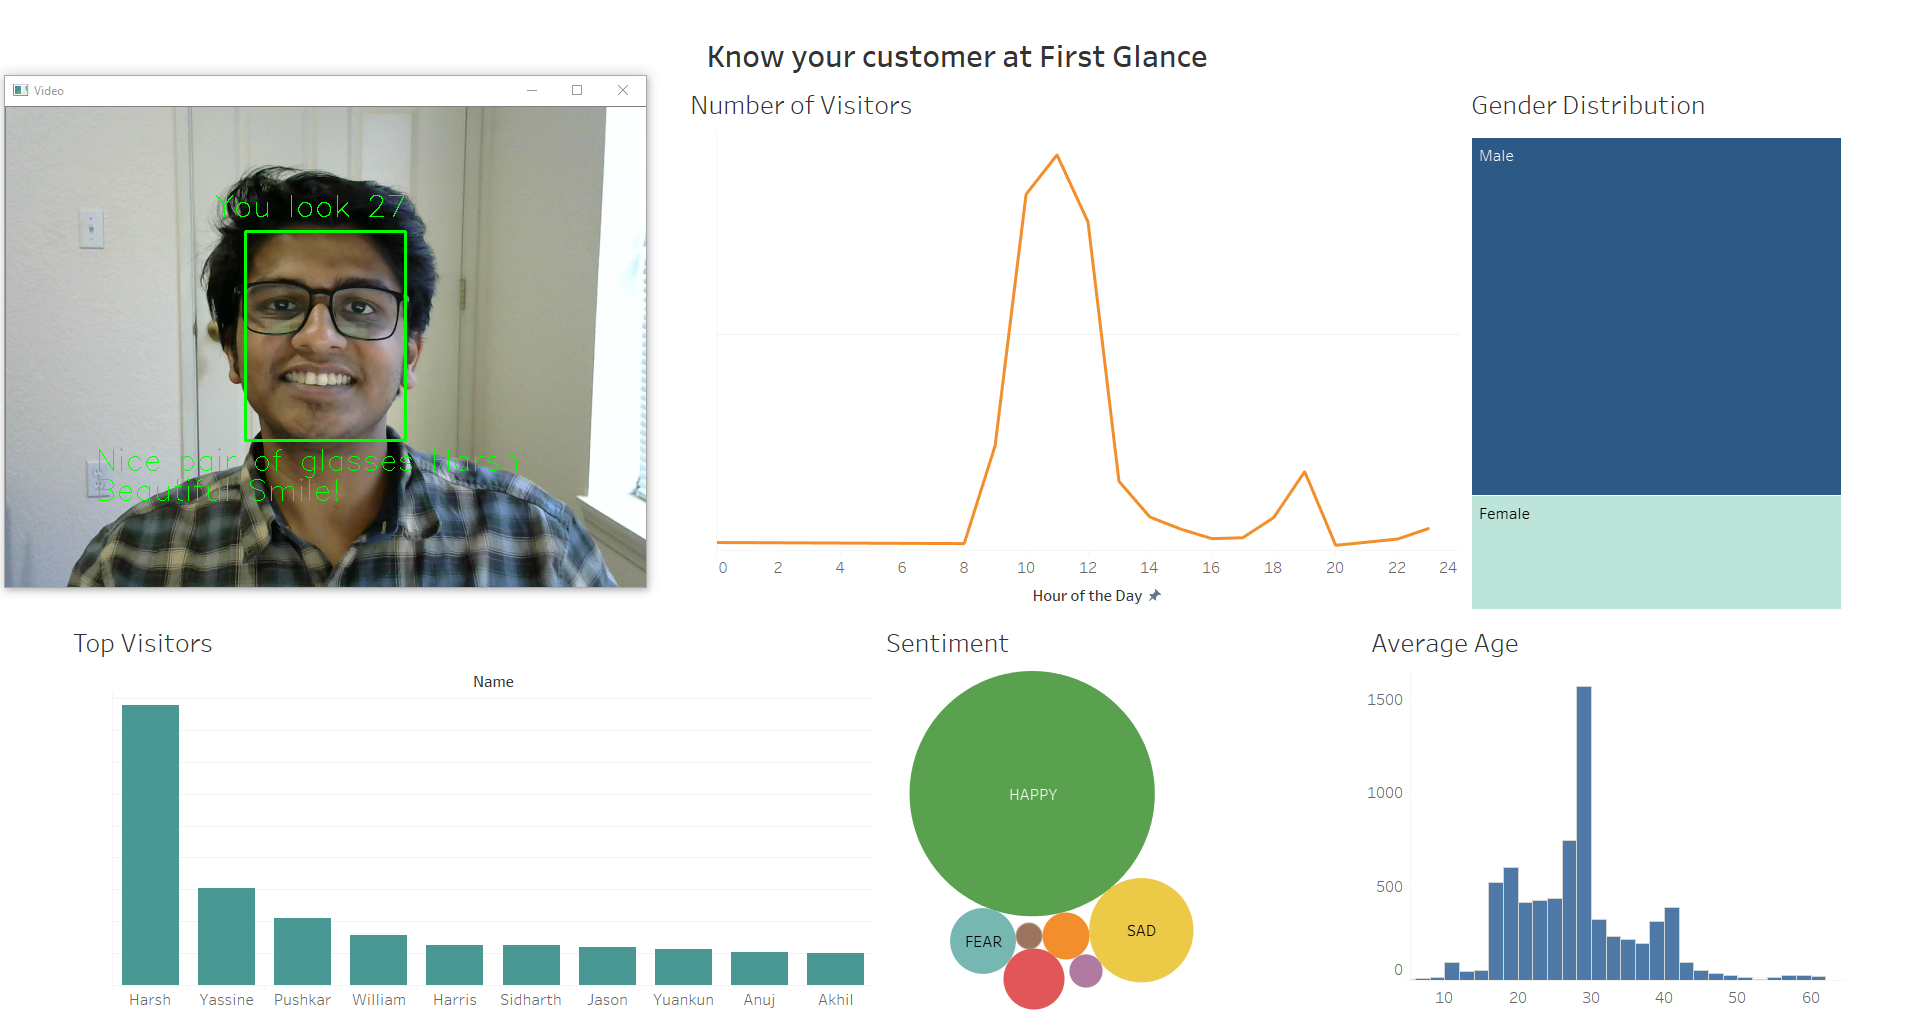 Know your customer at First Glance
Video
You look 27
Nice pair of glasses Harsh
Beautiful Smile!
Number of Visitors
0 2 4 6 8 10 12 14 16 18 20 22 24
Hour of the Day
Gender Distribution
Male
Female
Top Visitors
Name
Harsh Yassine Pushkar William Harris Sidharth Jason Yuankun Anuj Akhil
Sentiment
HAPPY
SAD
FEAR
Average Age
1500
1000
500
0
10 20 30 40 50 60